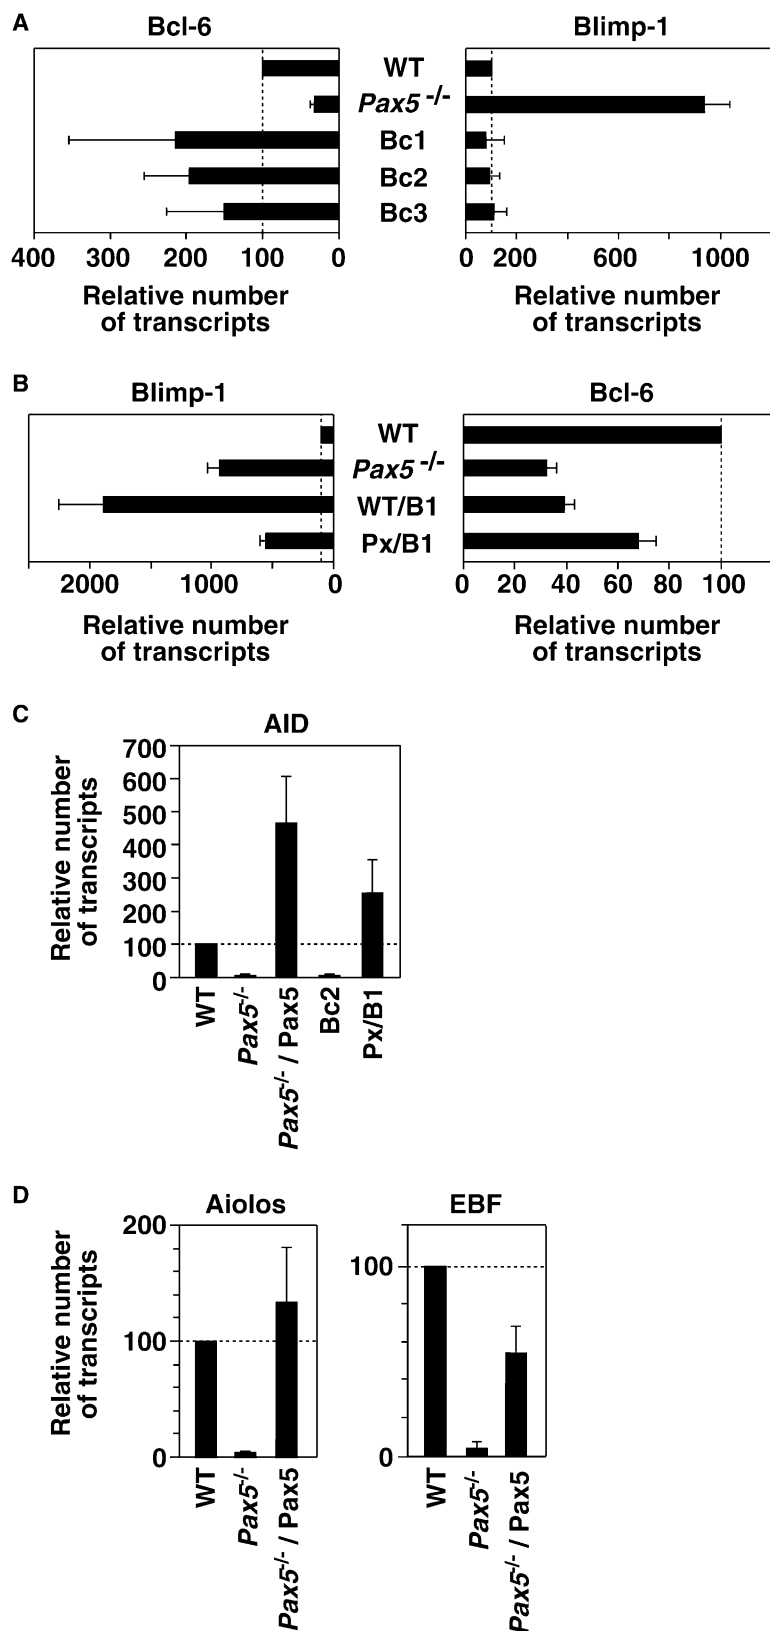 A
Bcl-6
Blimp-1
WT
Pax5 -/-
Bc1
Bc2
Bc3
400 300 200 100 0
0 200 600 1000
Relative number
of transcripts
Relative number
of transcripts
B
Blimp-1
Bcl-6
WT
Pax5 -/-
WT/B1
Px/B1
2000 1000 0
0 20 40 60 80 100
Relative number
of transcripts
Relative number
of transcripts
C
AID
Relative number
of transcripts
700
600
500
400
300
200
100
0
WT
Pax5-/-
Pax5-/- / Pax5
Bc2
Px/B1
D
Aiolos
EBF
Relative number
of transcripts
200
100
0
100
0
WT
Pax5-/-
Pax5-/- / Pax5
WT
Pax5-/-
Pax5-/- / Pax5